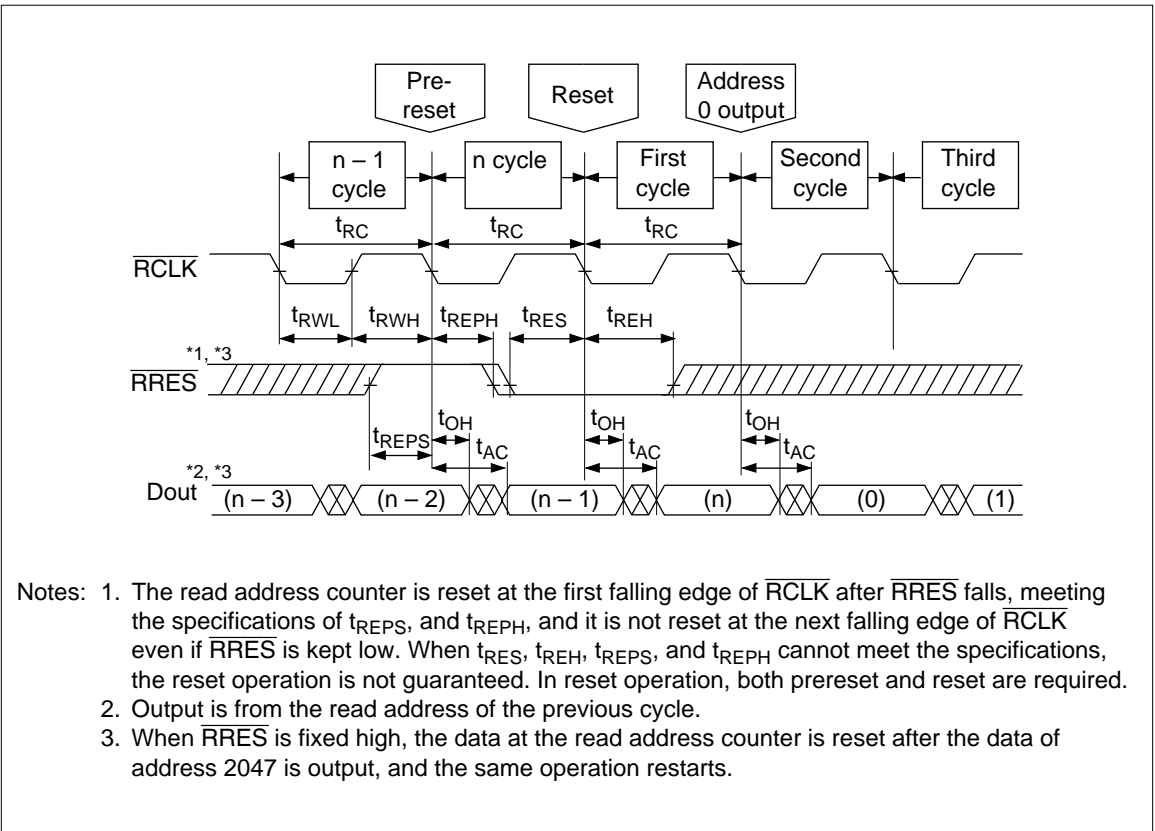 Pre-
reset
Reset
Address
0 output
n – 1
cycle
n cycle
First
cycle
Second
cycle
Third
cycle
tRC
tRC
tRC
RCLK
tRWL
tRWH
tREPH
tRES
tREH
*1, *3
RRES
tREPS
tOH
tAC
tOH
tAC
tOH
tAC
*2, *3
Dout
(n – 3)
(n – 2)
(n – 1)
(n)
(0)
(1)
Notes: 1. The read address counter is reset at the first falling edge of RCLK after RRES falls, meeting
the specifications of tREPS, and tREPH, and it is not reset at the next falling edge of RCLK
even if RRES is kept low. When tRES, tREH, tREPS, and tREPH cannot meet the specifications,
the reset operation is not guaranteed. In reset operation, both prereset and reset are required.
2. Output is from the read address of the previous cycle.
3. When RRES is fixed high, the data at the read address counter is reset after the data of
address 2047 is output, and the same operation restarts.